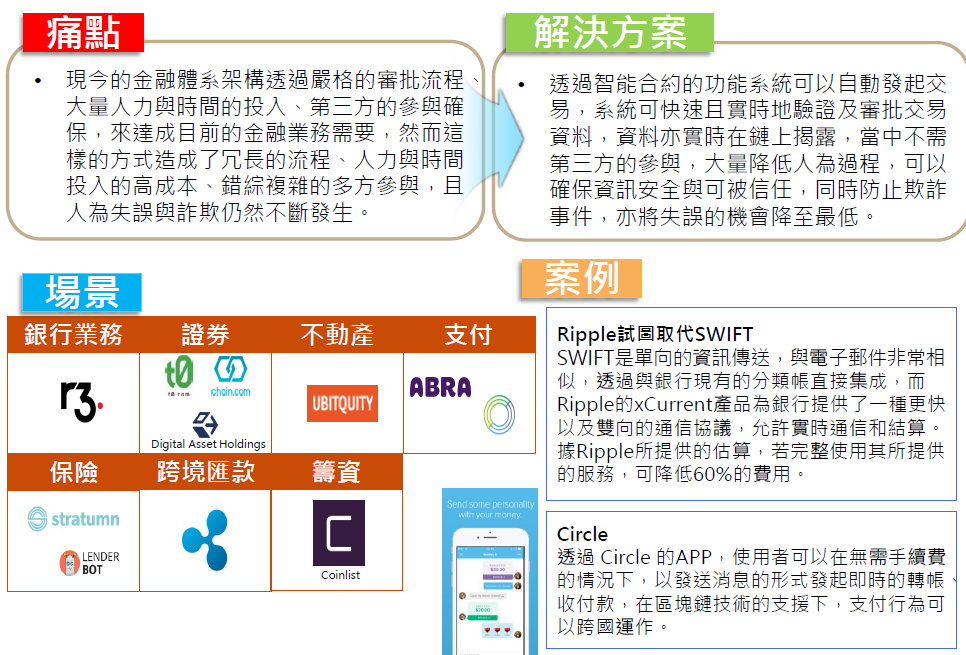 痛點
• 現今的金融體系架構透過嚴格的審批流程、
大量人力與時間的投入、第三方的參與確
保，來達成目前的金融業務需要，然而這
樣的方式造成了冗長的流程、人力與時間
投入的高成本、錯綜複雜的多方參與，且
人為失誤與詐欺仍然不斷發生。
解決方案
• 透過智能合約的功能系統可以自動發起交
易，系統可快速且實時地驗證及審批交易
資料，資料亦實時在鏈上揭露，當中不需
第三方的參與，大量降低人為過程，可以
確保資訊安全與可被信任，同時防止欺詐
事件，亦將失誤的機會降至最低。
場景
銀行業務 證券 不動產 支付
r3.
t0
t0.com
chain.com
Digital Asset Holdings
UBITQUITY
ABRA
保險 跨境匯款 籌資
stratumn
LENDER
BOT
Coinlist
Send some personality
with your money.
案例
Ripple試圖取代SWIFT
SWIFT是單向的資訊傳送，與電子郵件非常相
似，透過與銀行現有的分類帳直接集成，而
Ripple的xCurrent產品為銀行提供了一種更快
以及雙向的通信協議，允許實時通信和結算。
據Ripple所提供的估算，若完整使用其所提供
的服務，可降低60%的費用。
Circle
透過 Circle 的APP，使用者可以在無需手續費
的情況下，以發送消息的形式發起即時的轉帳、
收付款，在區塊鏈技術的支援下，支付行為可
以跨國運作。